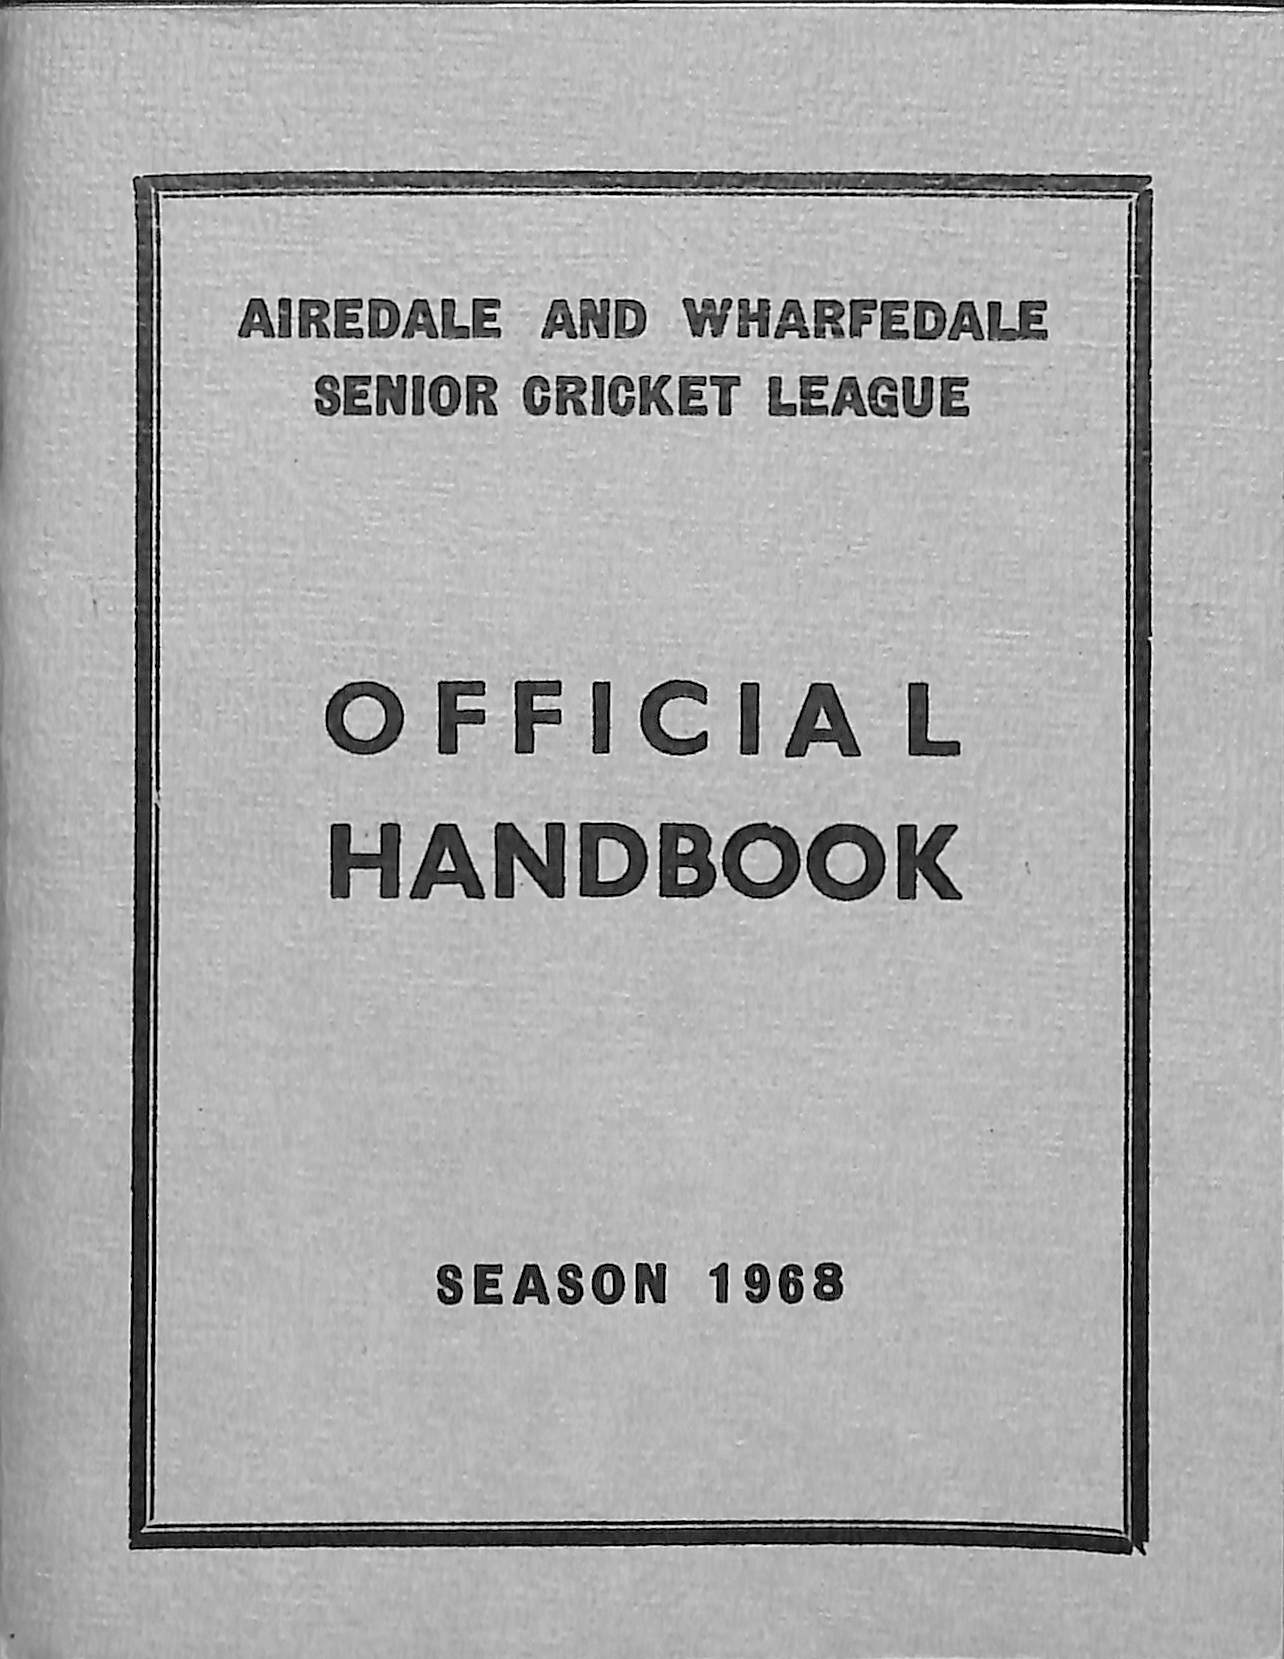 AIREDALE AND WHARFEDALE
SENIOR CRICKET LEAGUE
OFFICIAL
HANDBOOK
SEASON 1968